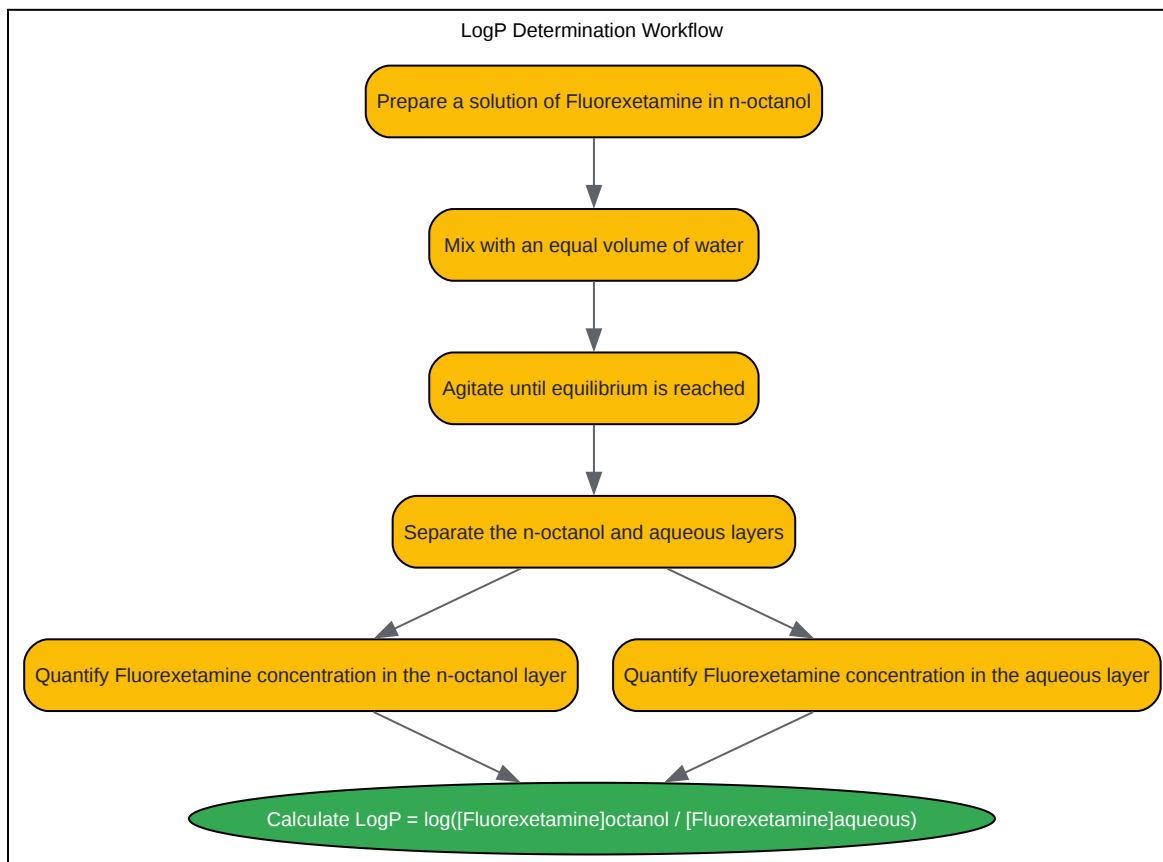 LogP Determination Workflow
Prepare a solution of Fluorexetamine in n-octanol
Mix with an equal volume of water
Agitate until equilibrium is reached
Separate the n-octanol and aqueous layers
Quantify Fluorexetamine concentration in the n-octanol layer
Quantify Fluorexetamine concentration in the aqueous layer
Calculate LogP = log([Fluorexetamine]octanol / [Fluorexetamine]aqueous)